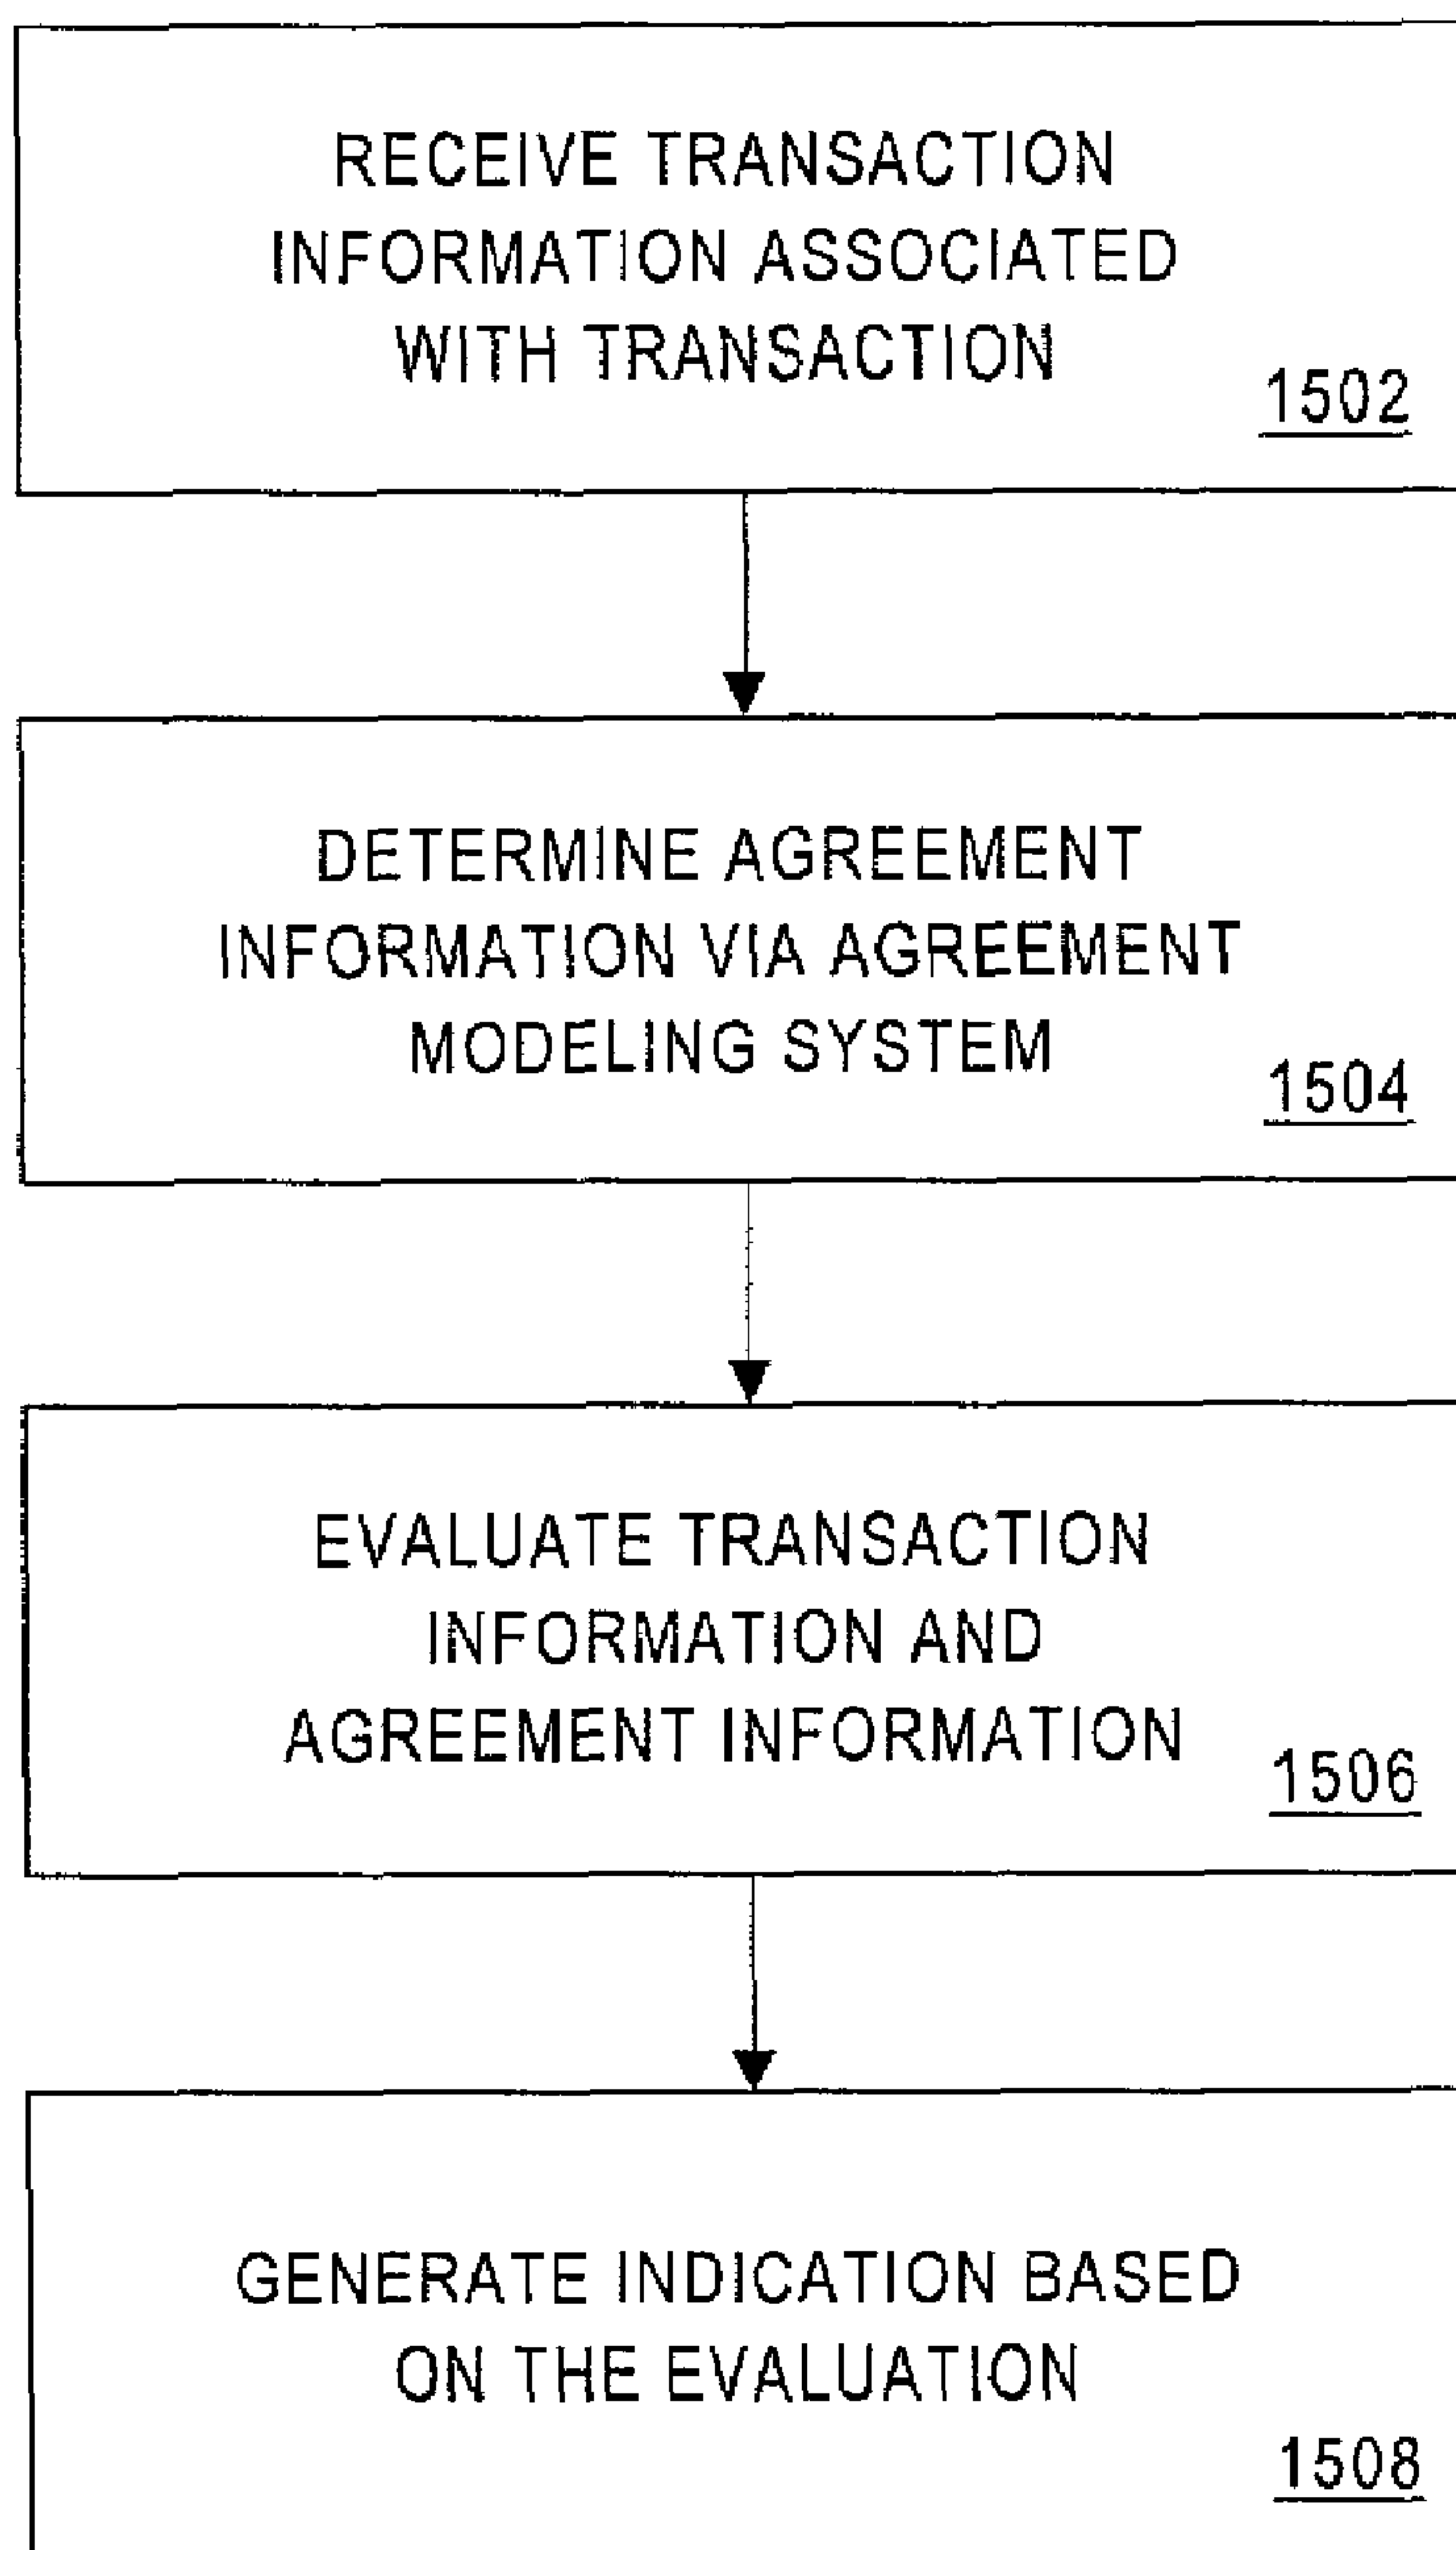 RECEIVE TRANSACTION
INFORMATION ASSOCIATED
WITH TRANSACTION
1502
DETERMINE AGREEMENT
INFORMATION VIA AGREEMENT
MODELING SYSTEM
1504
EVALUATE TRANSACTION
INFORMATION AND
AGREEMENT INFORMATION
1506
GENERATE INDICATION BASED
ON THE EVALUATION
1508